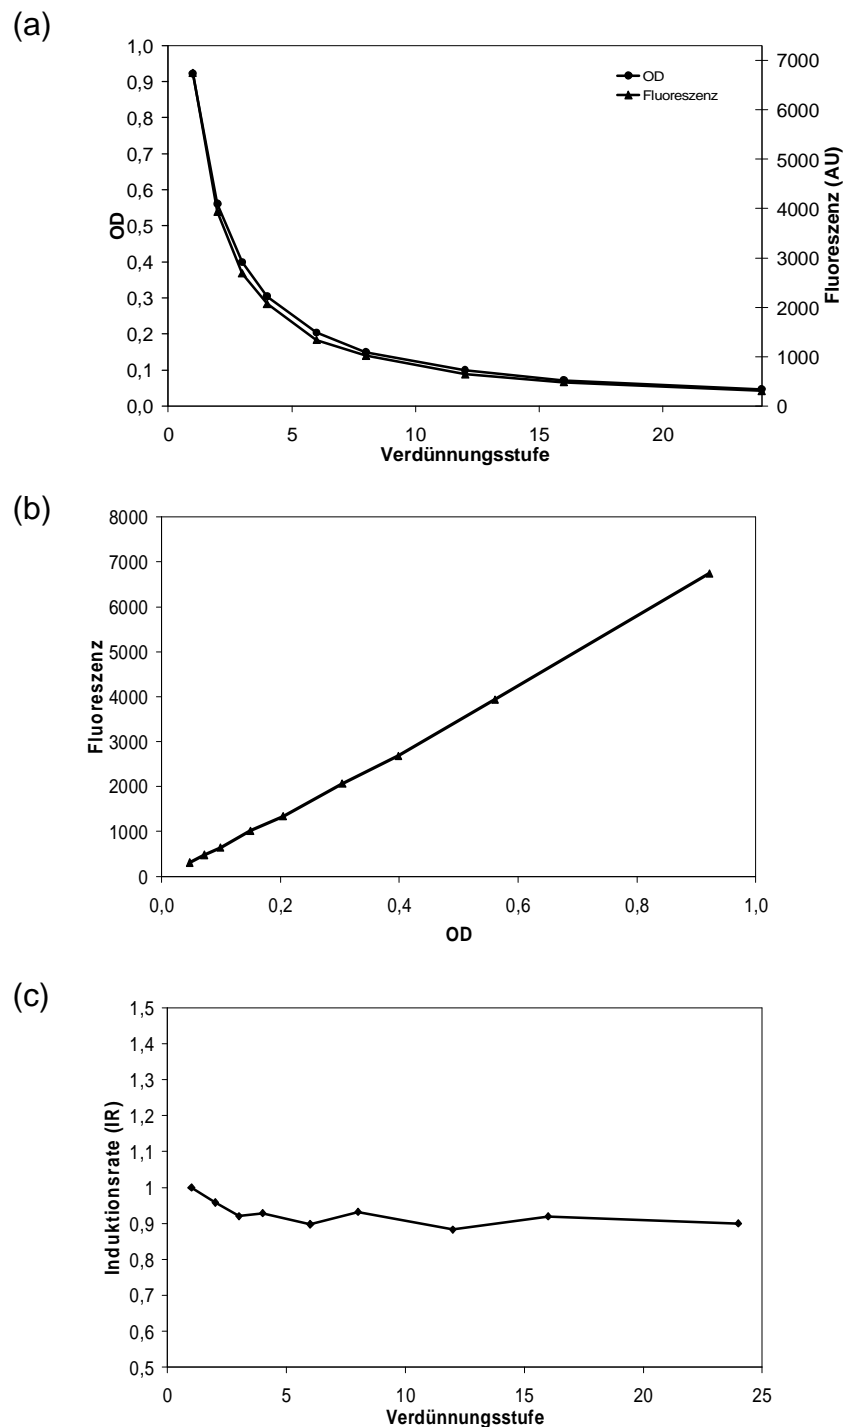 (a)
1,0
0,9
0,8
0,7
0,6
0,5
0,4
0,3
0,2
0,1
0,0
OD
7000
6000
5000
4000
3000
2000
1000
0
Fluoreszenz (AU)
OD
Fluoreszenz
0 5 10 15 20
Verdünnungsstufe
(b)
8000
7000
6000
5000
4000
3000
2000
1000
0
Fluoreszenz
0,0 0,2 0,4 0,6 0,8 1,0
OD
(c)
1,5
1,4
1,3
1,2
1,1
1
0,9
0,8
0,7
0,6
0,5
Induktionsrate (IR)
0 5 10 15 20 25
Verdünnungsstufe